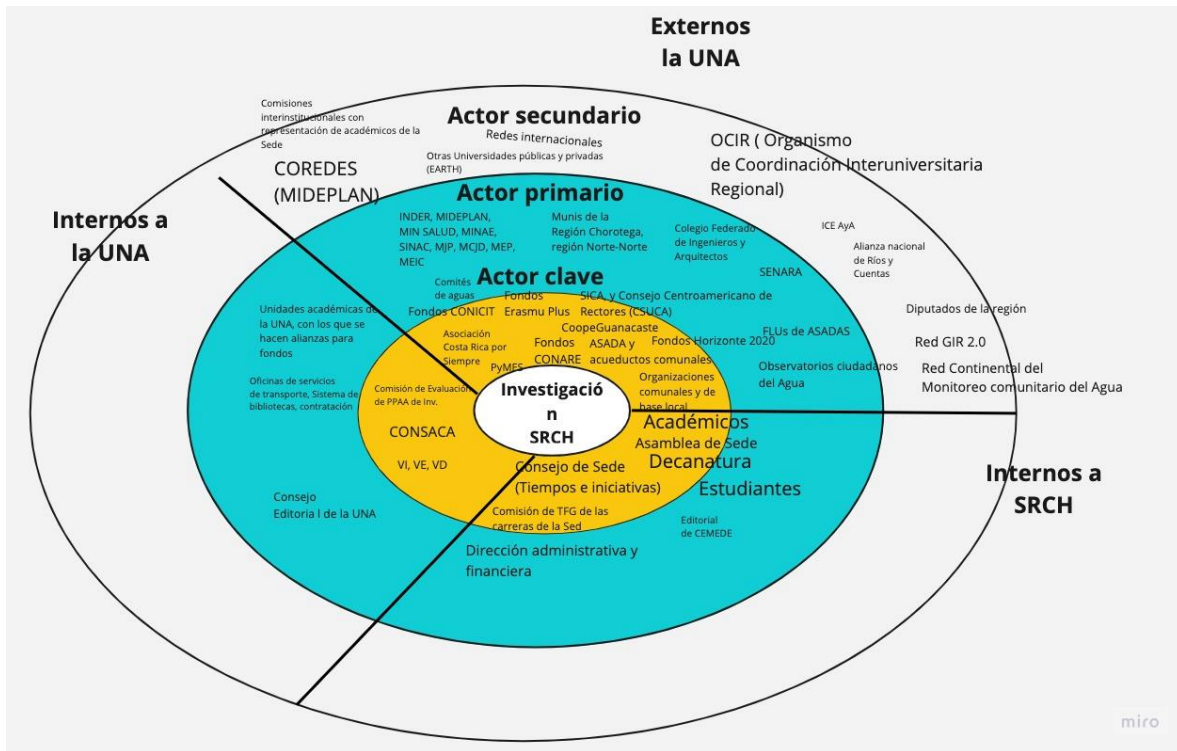 Externos
la UNA
Comisiones
interinstitucionales con
representación de académicos de la
Sede
Actor secundario
Redes internacionales
Otras Universidades públicas y privadas
(EARTH)
COREDES
(MIDEPLAN)
OCIR ( Organismo
de Coordinación Interuniversitaria
Regional)
Internos a
la UNA
Actor primario
INDER, MIDEPLAN,
MIN SALUD, MINAE,
SINAC, MJP, MCJD, MEP,
MEIC
Munis de la
Región Chorotega,
región Norte-Norte
Colegio Federado
de Ingenieros y
Arquitectos
SENARA
ICE AyA
Alianza nacional
de Ríos y
Cuentas
Diputados de la región
Red GIR 2.0
Red Continental del
Monitoreo comunitario del Agua
Actor clave
Comités
de aguas
Fondos CONICIT
Fondos
Erasmu Plus
SICA, y Consejo Centroamericano de
Rectores (CSUCA)
CoopeGuanacaste
Asociación
Costa Rica por
Siempre
PyMES
Fondos
CONARE
ASADA y
acueductos comunales
Fondos Horizonte 2020
FLUs de ASADAS
Observatorios ciudadanos
del Agua
Organizaciones
comunales y de
base local
Unidades académicas de
la UNA, con los que se
hacen alianzas para
fondos
Oficinas de servicios
de transporte, Sistema de
bibliotecas, contratación
Comisión de Evaluación
de PPAA de Inv.
CONSACA
VI, VE, VD
Consejo
Editoria l de la UNA
Investigació
n
SRCH
Académicos
Asamblea de Sede
Decanatura
Estudiantes
Consejo de Sede
(Tiempos e iniciativas)
Comisión de TFG de las
carreras de la Sed
Editorial
de CEMEDE
Dirección administrativa y
financiera
Internos a
SRCH
miro